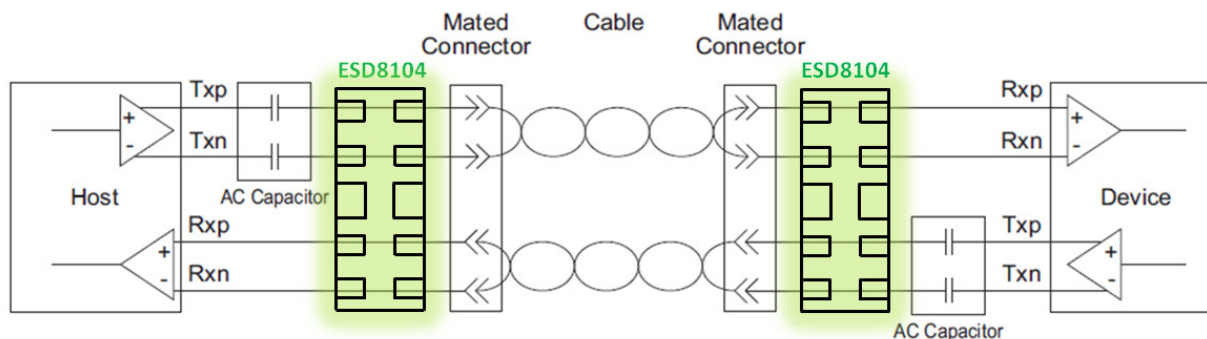 Mated
Connector
Cable
Mated
Connector
ESD8104
ESD8104
Txp
Rxp
+
-
+
-
Txn
Rxn
Host
AC Capacitor
Device
Rxp
Txp
+
-
+
-
Rxn
Txn
AC Capacitor